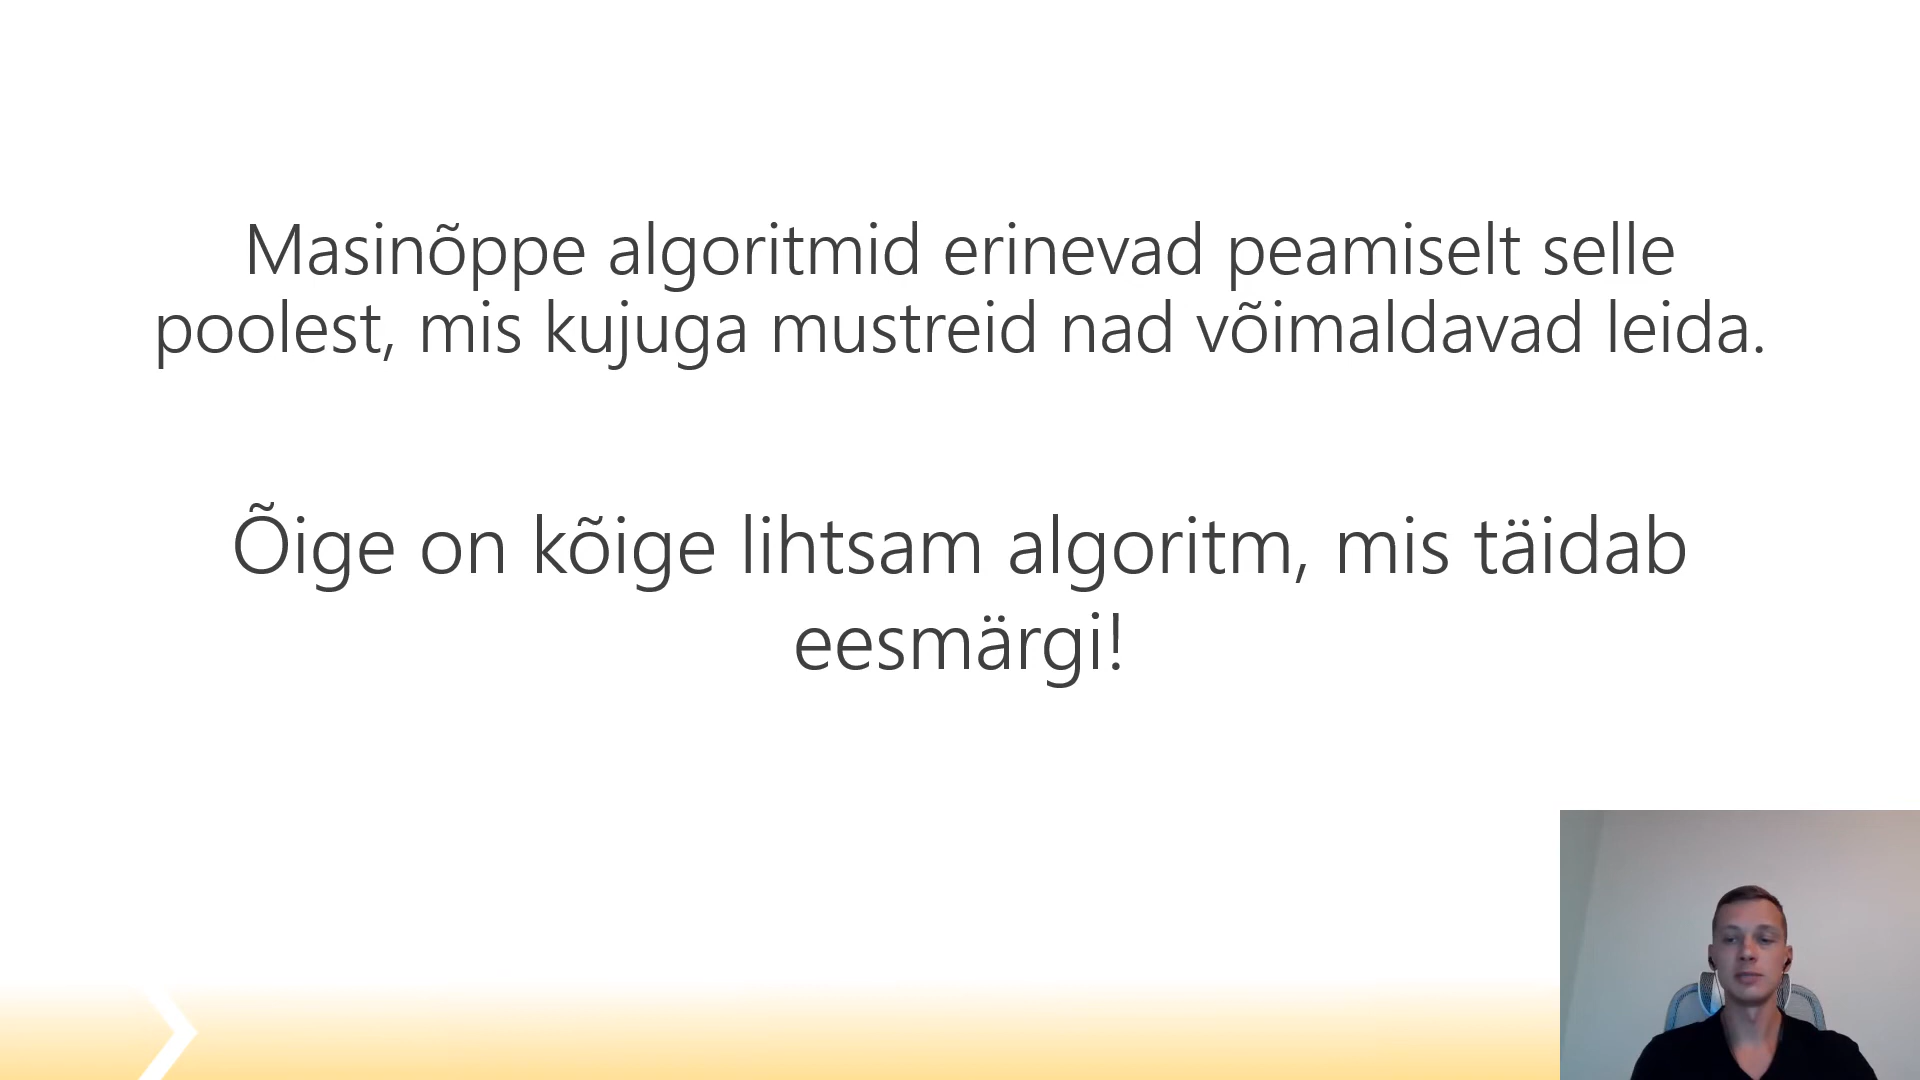 Masinõppe algoritmid erinevad peamiselt selle
poolest, mis kujuga mustreid nad võimaldavad leida.
Õige on kõige lihtsam algoritm, mis täidab
eesmärgi!